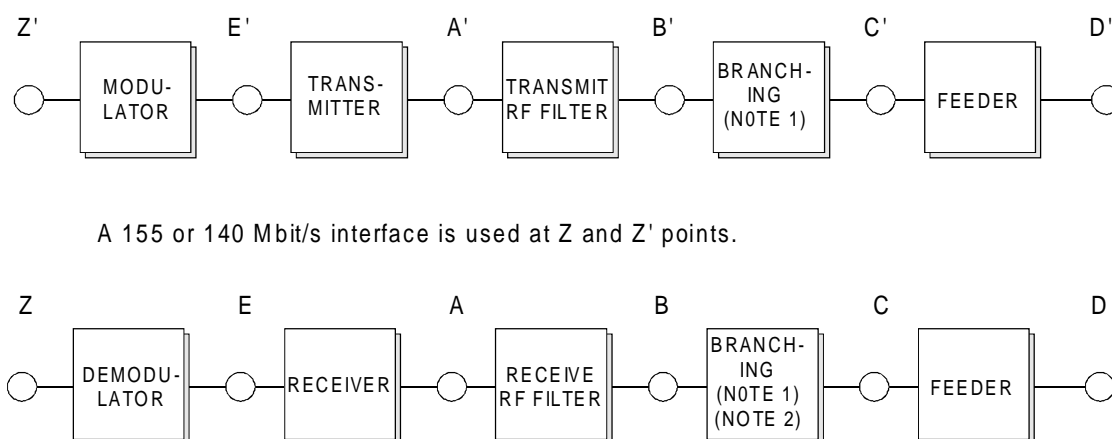 Z' E' A' B' C' D'
MODU-
LATOR
TRANS-
MITTER
TRANSMIT
RF FILTER
BRANCH-
ING
(N0TE 1)
FEEDER
A 155 or 140 Mbit/s interface is used at Z and Z' points.
Z E A B C D
DEMODU-
LATOR
RECEIVER
RECEIVE
RF FILTER
BRANCH-
ING
(N0TE 1)
(NOTE 2)
FEEDER